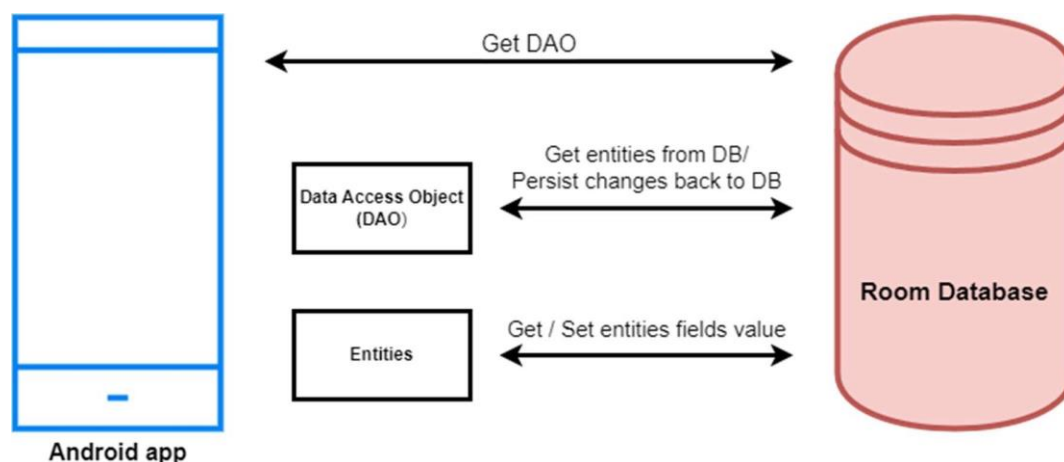 Get DAO
Get entities from DB/
Persist changes back to DB
Data Access Object
(DAO)
Room Database
Get / Set entities fields value
Entities
Android app